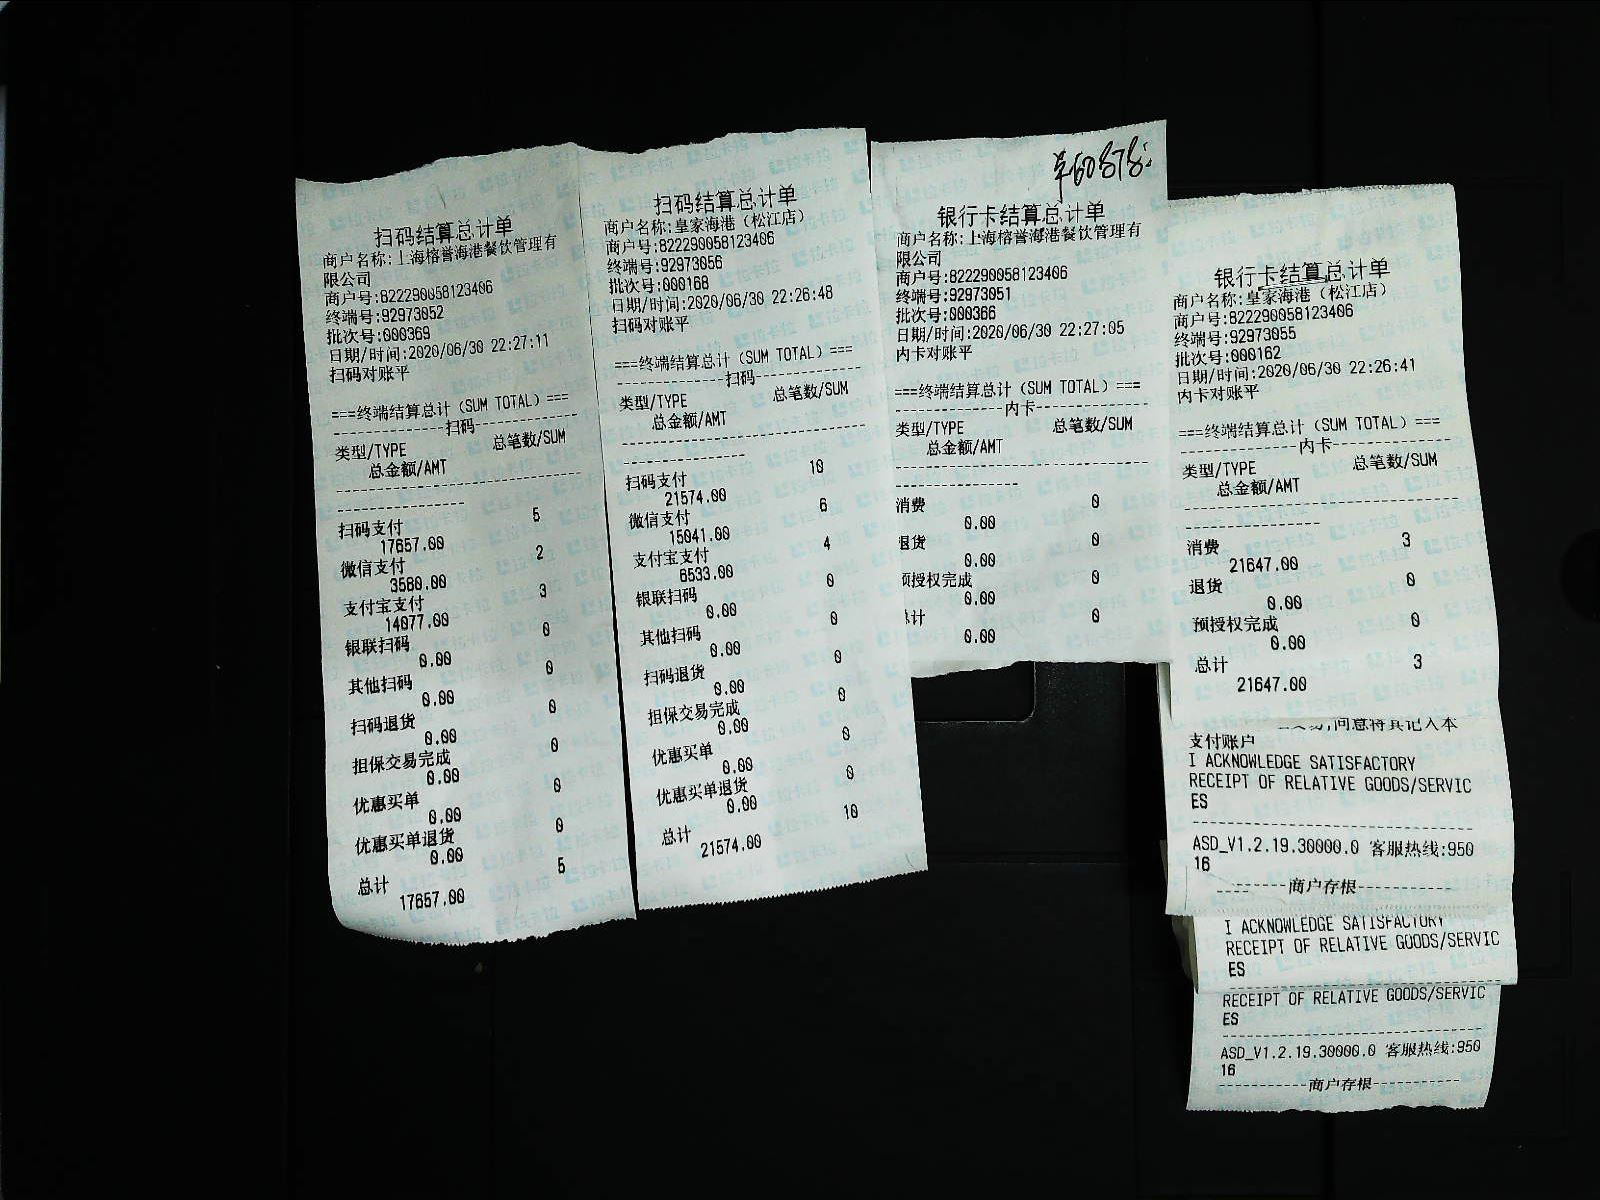 扫码结算总计单
商户名称:上海榕誉海港餐饮管理有
限公司
商户号:822290058123406
终端号:92973052
批次号:000369
日期/时间:2020/06/30 22:27:11
扫码对账平
===终端结算总计（SUM TOTAL）===
----------------扫码----------------
类型/TYPE 总笔数/SUM
总金额/AMT
扫码支付 5
17657.00
微信支付 2
3580.00
支付宝支付 3
14077.00
银联扫码 0
0.00
其他扫码 0
0.00
扫码退货 0
0.00
担保交易完成 0
0.00
优惠买单 0
0.00
优惠买单退货 0
0.00
总计 5
17657.00
扫码结算总计单
商户名称:皇家海港（松江店）
商户号:822290058123406
终端号:92973056
批次号:000168
日期/时间:2020/06/30 22:26:48
扫码对账平
===终端结算总计（SUM TOTAL）===
----------------扫码----------------
类型/TYPE 总笔数/SUM
总金额/AMT
扫码支付 10
21574.00
微信支付 6
15041.00
支付宝支付 4
6533.00
银联扫码 0
0.00
其他扫码 0
0.00
扫码退货 0
0.00
担保交易完成 0
0.00
优惠买单 0
0.00
优惠买单退货 0
0.00
总计 10
21574.00
¥60878
银行卡结算总计单
商户名称:上海榕誉海港餐饮管理有
限公司
商户号:822290058123406
终端号:92973051
批次号:000366
日期/时间:2020/06/30 22:27:05
内卡对账平
===终端结算总计（SUM TOTAL）===
----------------内卡----------------
类型/TYPE 总笔数/SUM
总金额/AMT
消费 0
0.00
退货 0
0.00
预授权完成 0
0.00
总计 0
0.00
银行卡结算总计单
商户名称:皇家海港（松江店）
商户号:822290058123406
终端号:92973055
批次号:000162
日期/时间:2020/06/30 22:26:41
内卡对账平
===终端结算总计（SUM TOTAL）===
----------------内卡----------------
类型/TYPE 总笔数/SUM
总金额/AMT
消费 3
21647.00
退货 0
0.00
预授权完成 0
0.00
总计 3
21647.00
,同意将其记入本
支付账户
I ACKNOWLEDGE SATISFACTORY
RECEIPT OF RELATIVE GOODS/SERVIC
ES
ASD_V1.2.19.30000.0 客服热线:950
16
----------商户存根----------
I ACKNOWLEDGE SATISFACTORY
RECEIPT OF RELATIVE GOODS/SERVIC
ES
RECEIPT OF RELATIVE GOODS/SERVIC
ES
ASD_V1.2.19.30000.0 客服热线:950
16
----------商户存根----------